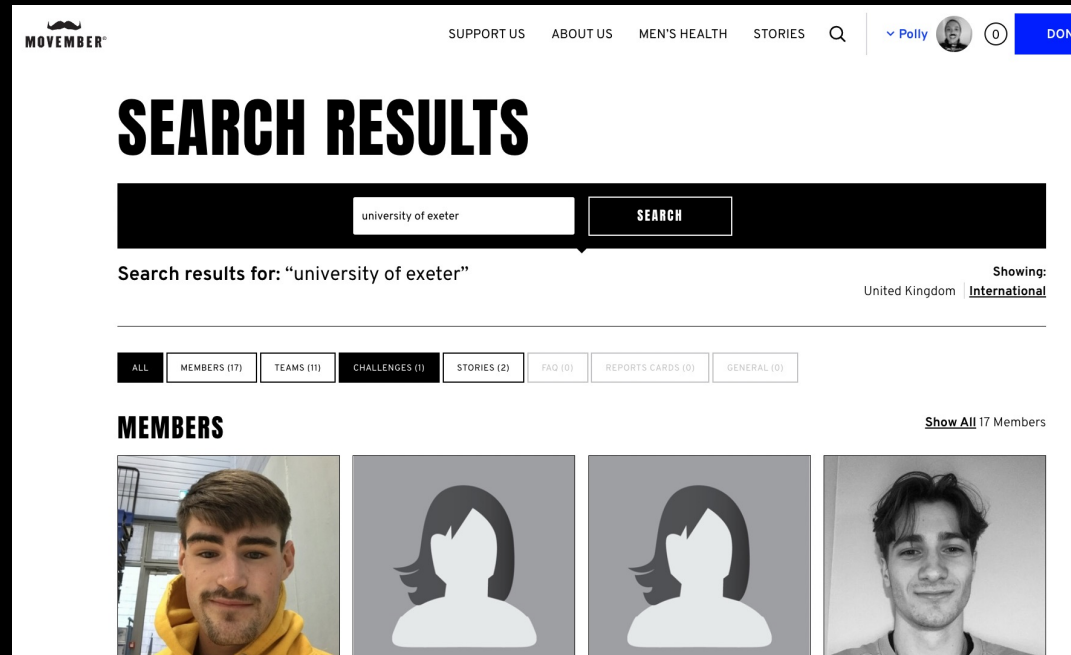 MOVEMBER®
SUPPORT US ABOUT US MEN'S HEALTH STORIES Polly 0 DON
SEARCH RESULTS
university of exeter SEARCH
Search results for: “university of exeter” Showing:
United Kingdom International
ALL MEMBERS (17) TEAMS (11) CHALLENGES (1) STORIES (2) FAQ (0) REPORTS CARDS (0) GENERAL (0)
MEMBERS Show All 17 Members